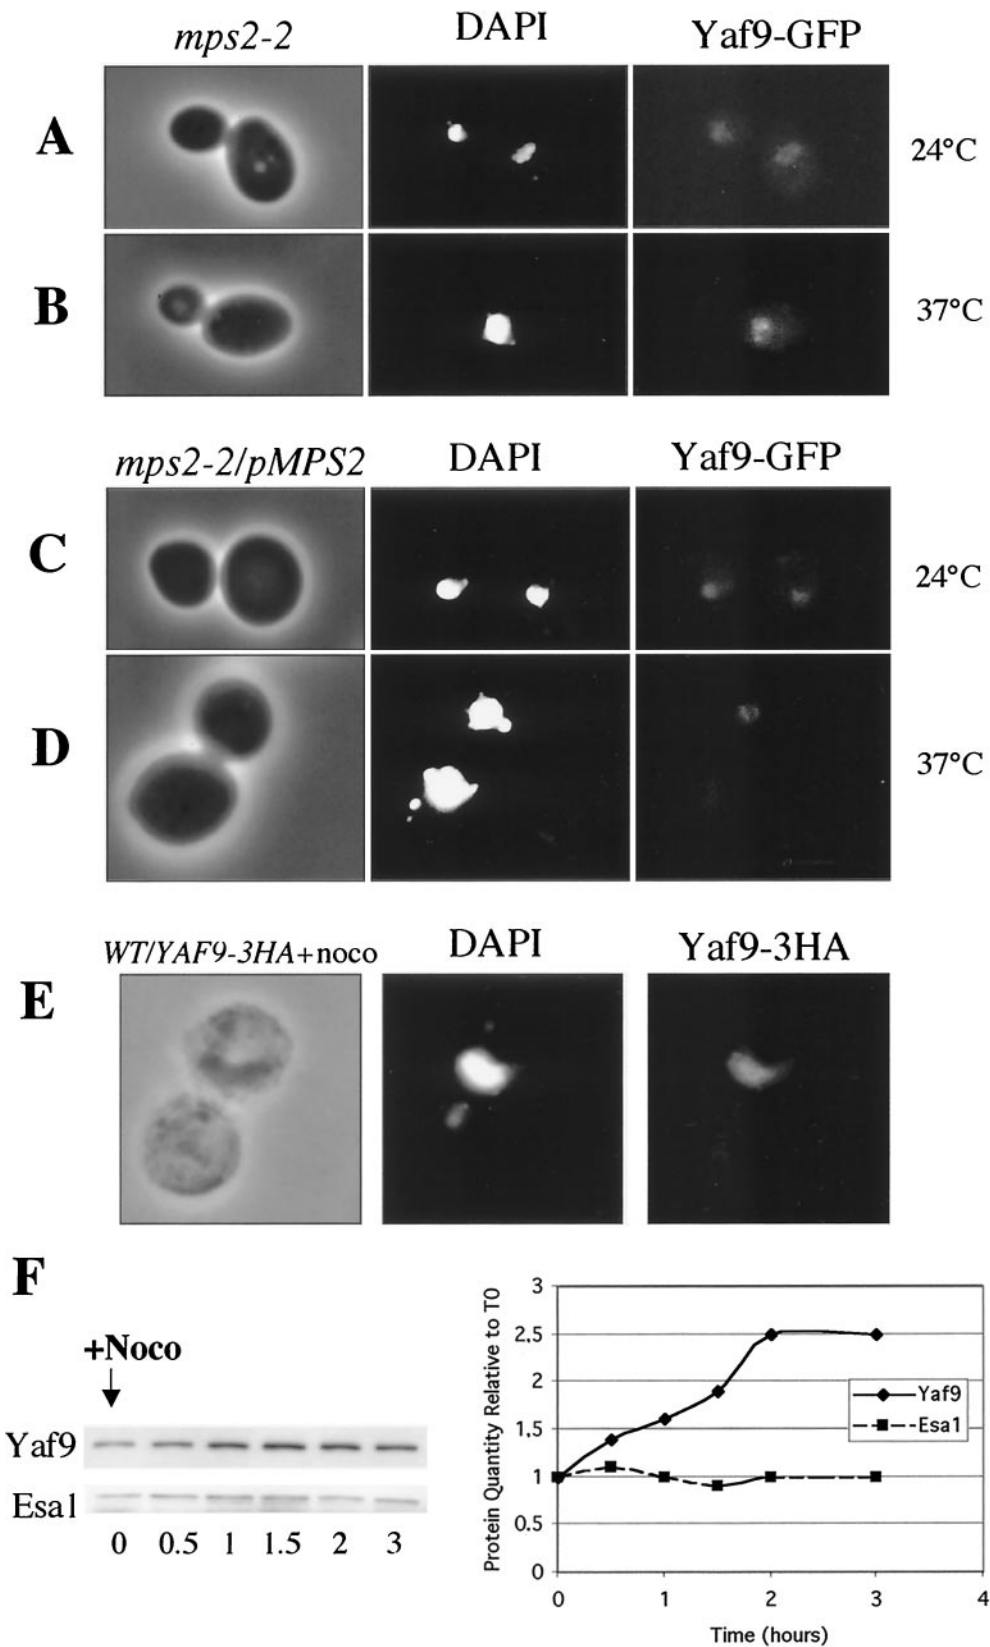 mps2-2 DAPI Yaf9-GFP
A 24°C
B 37°C
mps2-2/pMPS2 DAPI Yaf9-GFP
C 24°C
D 37°C
WT/YAF9-3HA+noco DAPI Yaf9-3HA
E
F
+Noco
Yaf9
Esa1
0 0.5 1 1.5 2 3
Protein Quantity Relative to T0
3
2.5
2
1.5
1
0.5
0
Yaf9
Esa1
0 1 2 3 4
Time (hours)